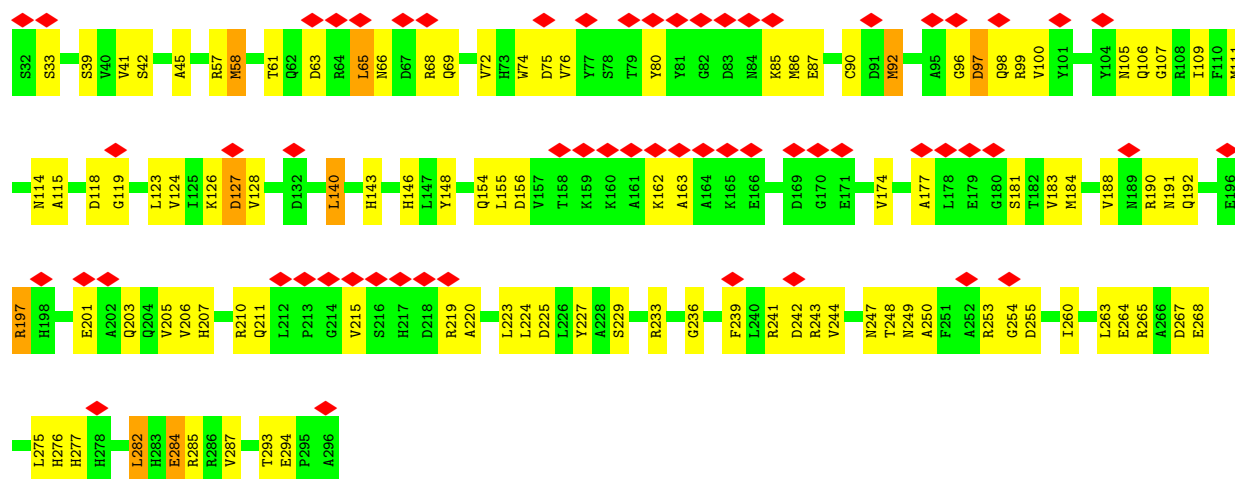 S32 S33 S39 V40 V41 S42 A45 R57 M58 T61 Q62 D63 R64 L65 N66 D67 R68 Q69 V72 H73 W74 D75 V76 Y77 S78 T79 Y80 Y81 G82 D83 N84 K85 M86 E87 C90 D91 M92 A95 G96 D97 Q98 R99 V100 Y101 Y104 N105 Q106 G107 R108 I109 F110 M111
N114 A115 D118 G119 L123 V124 I125 K126 D127 V128 D132 L140 H143 H146 L147 Y148 Q154 L155 D156 V157 T158 K159 K160 A161 K162 A163 A164 K165 E166 D169 G170 E171 V174 A177 L178 E179 G180 S181 T182 V183 M184 V188 N189 R190 N191 Q192 E196
R197 H198 E201 A202 Q203 Q204 V205 V206 H207 R210 Q211 L212 P213 G214 V215 S216 H217 D218 R219 A220 L223 L224 D225 L226 Y227 A228 S229 R233 G236 F239 L240 R241 D242 R243 V244 N247 T248 N249 A250 F251 A252 R253 G254 D255 I260 L263 E264 R265 A266 D267 E268
L275 H276 H277 H278 L282 H283 E284 R285 R286 V287 T293 E294 P295 A296